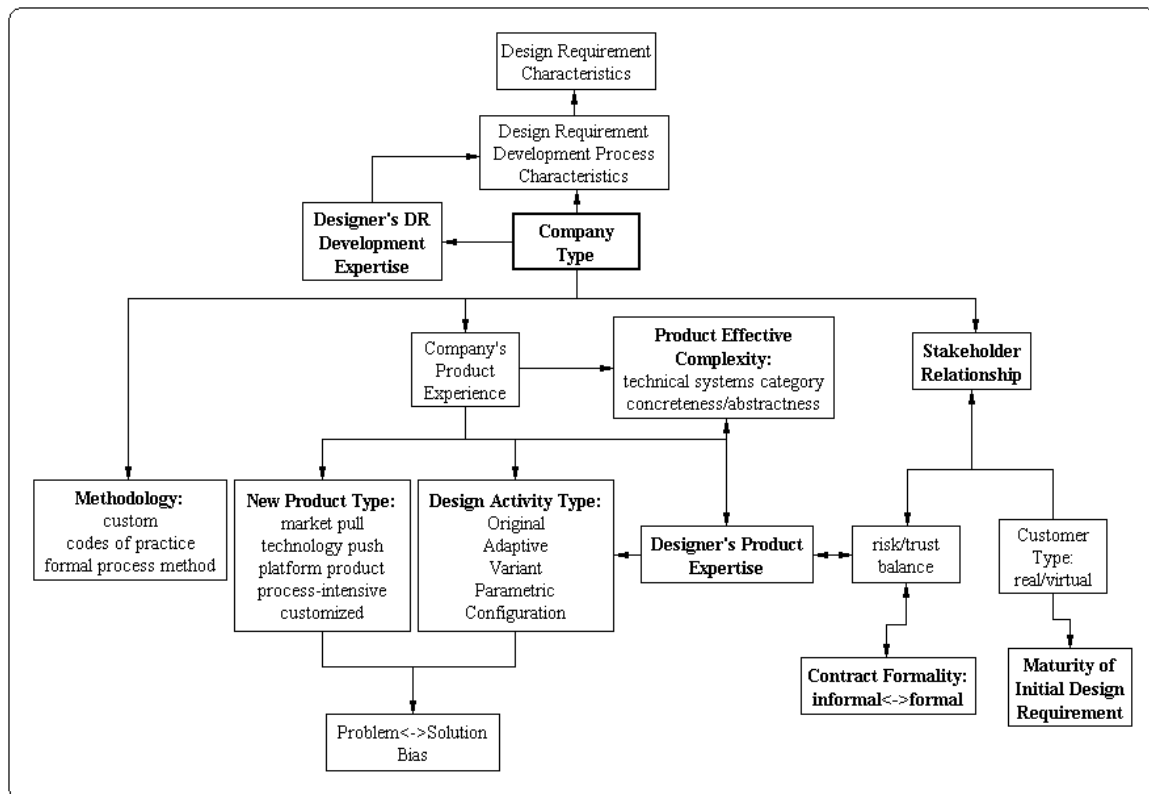 Design Requirement
Characteristics
Design Requirement
Development Process
Characteristics
Designer's DR
Development
Expertise
Company
Type
Company's
Product
Experience
Product Effective
Complexity:
technical systems category
concreteness/abstractness
Stakeholder
Relationship
Methodology:
custom
codes of practice
formal process method
New Product Type:
market pull
technology push
platform product
process-intensive
customized
Design Activity Type:
Original
Adaptive
Variant
Parametric
Configuration
Designer's Product
Expertise
risk/trust
balance
Customer
Type:
real/virtual
Contract Formality:
informal<->formal
Maturity of
Initial Design
Requirement
Problem<->Solution
Bias